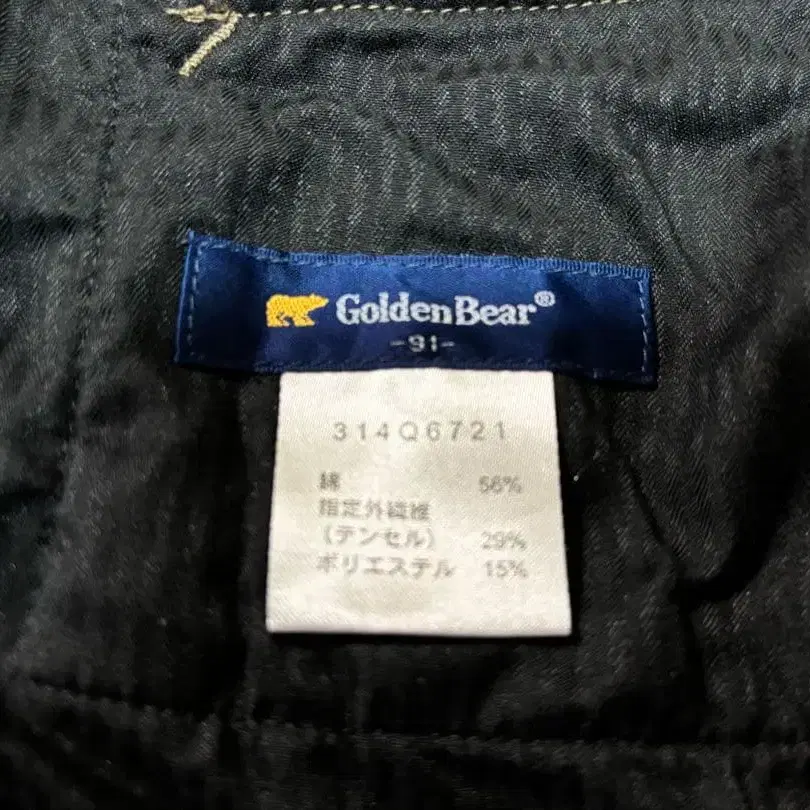 GoldenBear®
-91-
314Q6721
綿 56%
指定外繊維
(テンセル) 29%
ポリエステル 15%